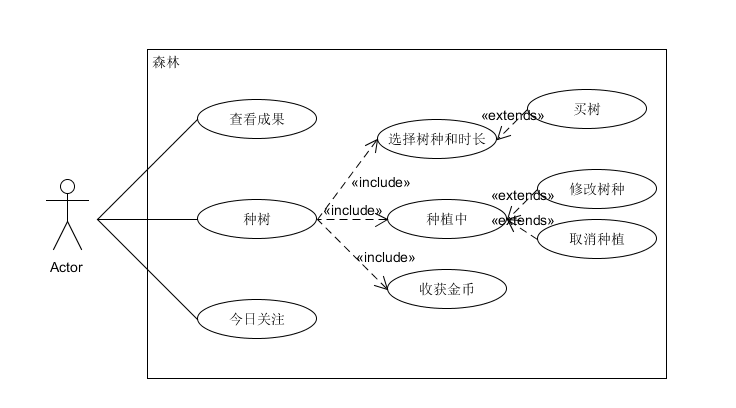 森林
查看成果
种树
今日关注
Actor
«include»
«include»
«include»
选择树种和时长
种植中
收获金币
«extends»
«extends»
«extends»
买树
修改树种
取消种植